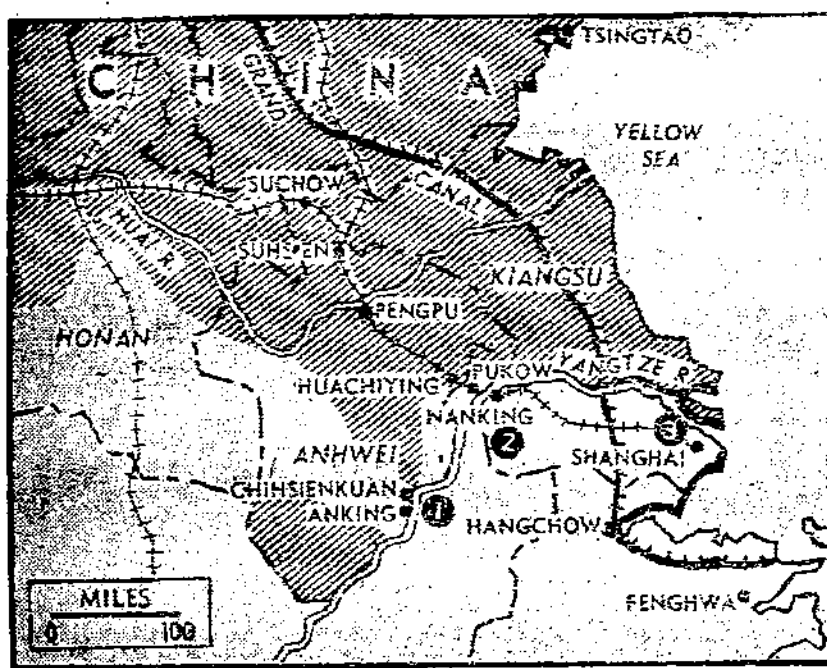 TSINGTAO
CHINA
GRAND
CANAL
YELLOW
SEA
SUCHOW
HUAI R
KIANGSU
PENGPU
HONAN
PUKOW
YANGTZE R
HUACHIYING
NANKING
2
3
ANHWEI
SHANGHAI
CHIHSIENKUAN
ANKING
1
HANGCHOW
MILES
0 100
FENGHWA